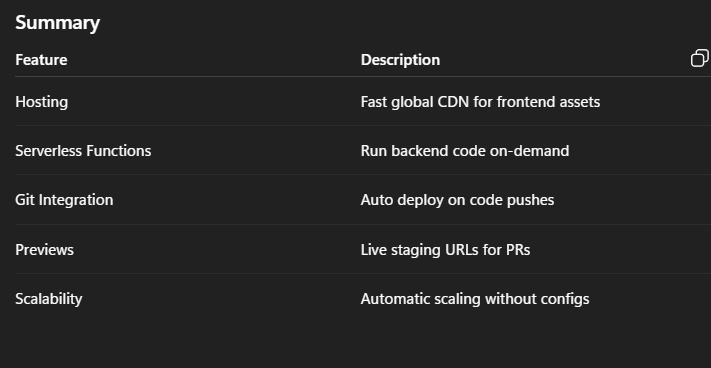 Summary
Feature Description
Hosting Fast global CDN for frontend assets
Serverless Functions Run backend code on-demand
Git Integration Auto deploy on code pushes
Previews Live staging URLs for PRs
Scalability Automatic scaling without configs